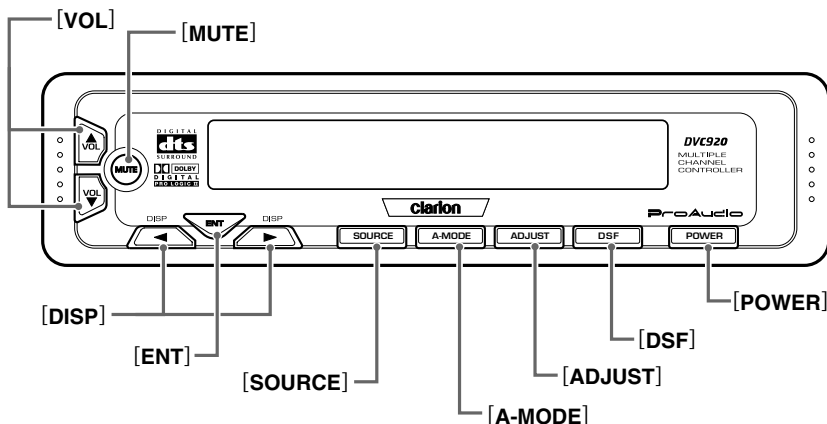 [VOL]
[MUTE]
VOL
MUTE
VOL
DIGITAL
dts
SURROUND
DOLBY
DIGITAL
PRO LOGIC II
DVC920
MULTIPLE
CHANNEL
CONTROLLER
clarion
ProAudio
DISP
ENT
DISP
SOURCE
A-MODE
ADJUST
DSF
POWER
[DISP]
[ENT]
[SOURCE]
[A-MODE]
[ADJUST]
[DSF]
[POWER]